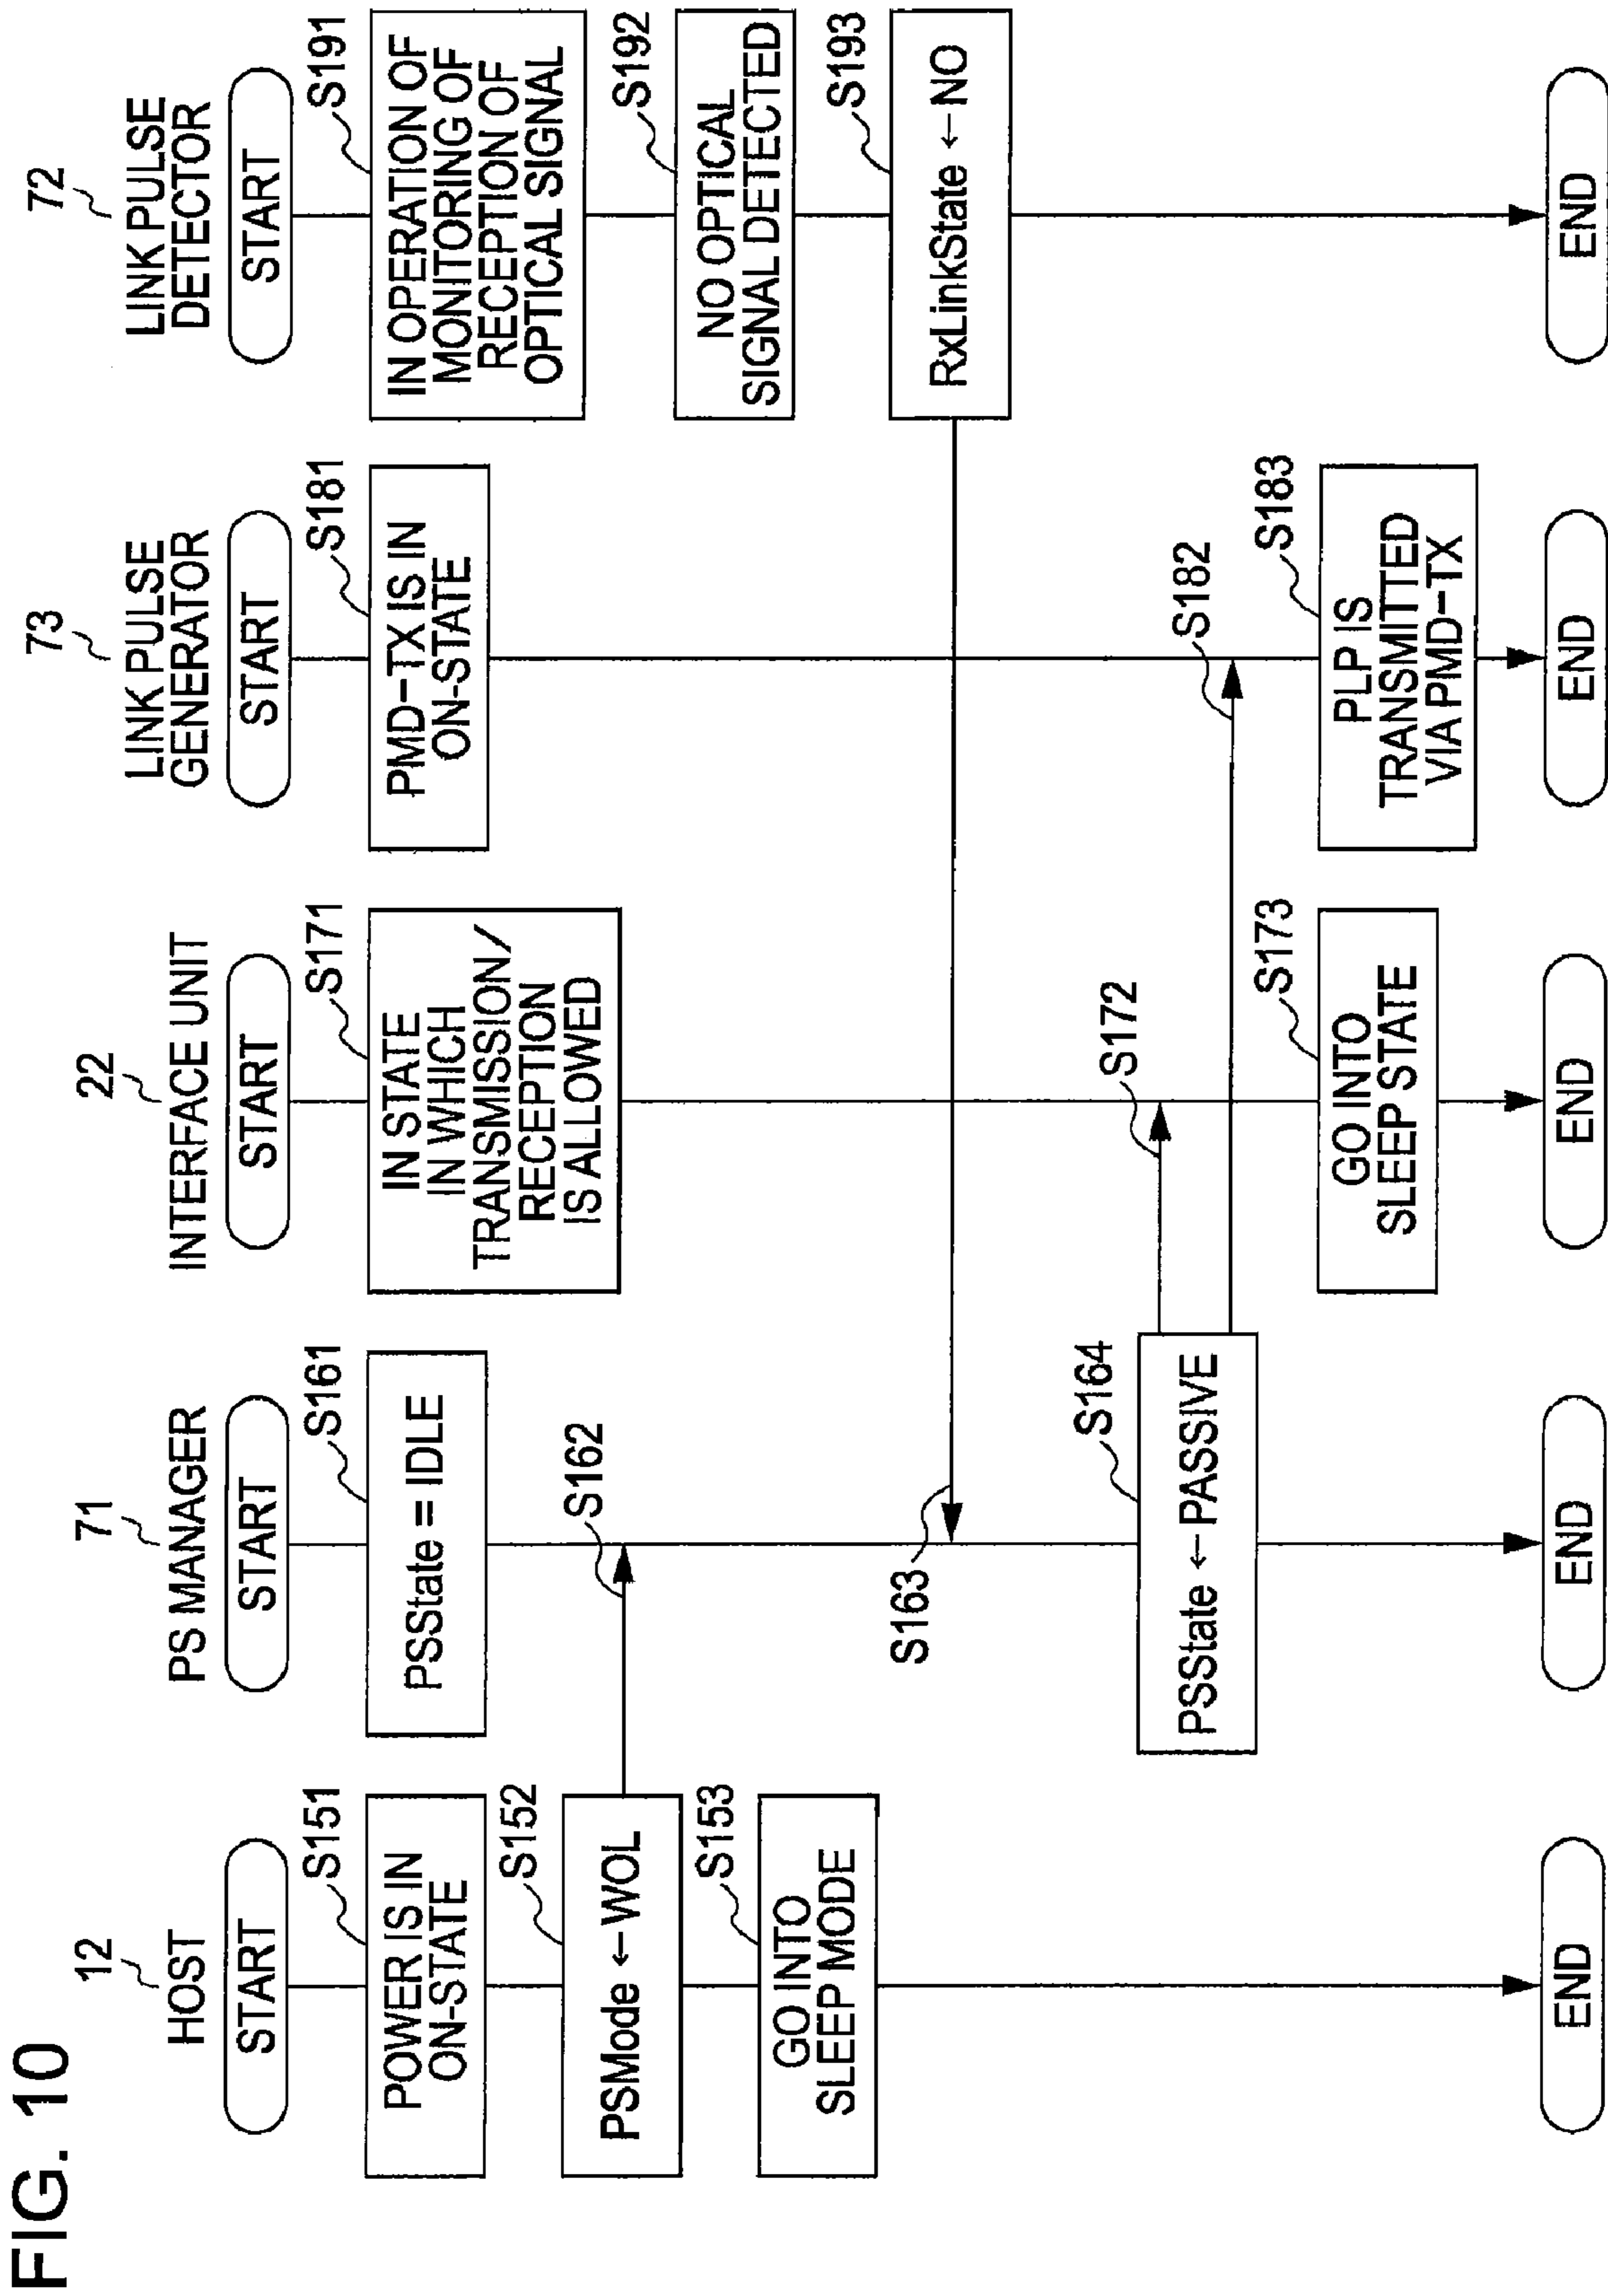 FIG. 10
12
HOST
START
S151
POWER IS IN
ON-STATE
S152
PSMode ← WOL
S153
GO INTO
SLEEP MODE
END
71
PS MANAGER
START
S161
PSState = IDLE
S162
S163
S164
PSState ← PASSIVE
END
22
INTERFACE UNIT
START
S171
IN STATE
IN WHICH
TRANSMISSION/
RECEPTION
IS ALLOWED
S172
S173
GO INTO
SLEEP STATE
END
73
LINK PULSE
GENERATOR
START
S181
PMD-TX IS IN
ON-STATE
S182
S183
PLP IS
TRANSMITTED
VIA PMD-TX
END
72
LINK PULSE
DETECTOR
START
S191
IN OPERATION OF
MONITORING OF
RECEPTION OF
OPTICAL SIGNAL
S192
NO OPTICAL
SIGNAL DETECTED
S193
RxLinkState ← NO
END